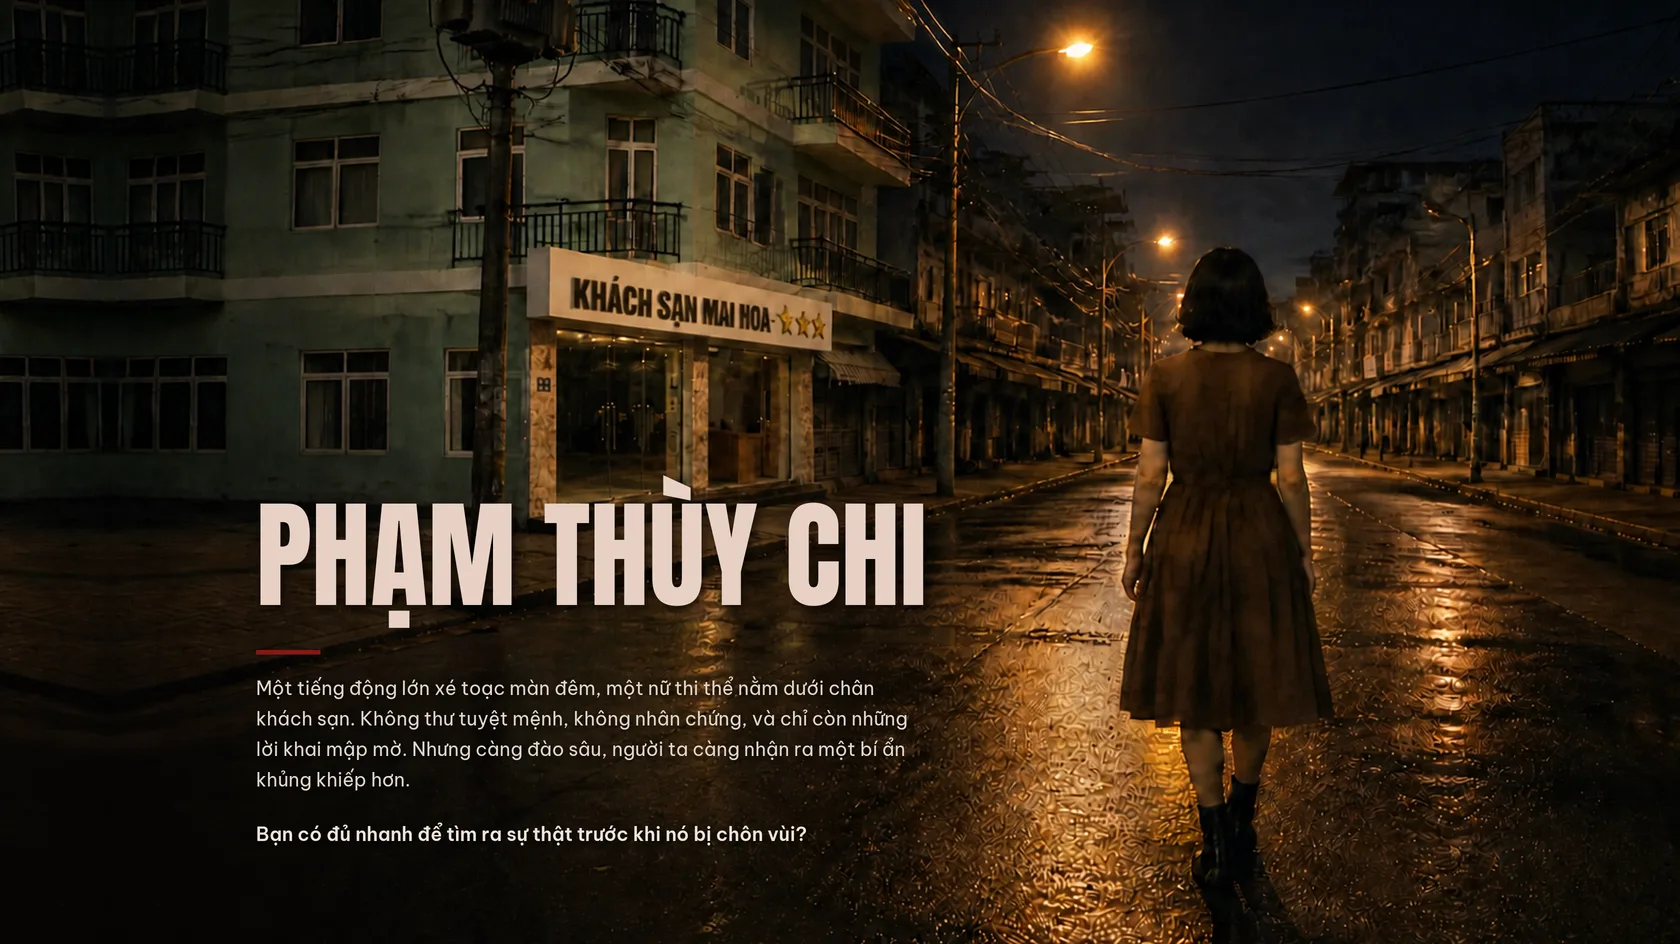 KHÁCH SẠN MAI HOA
PHẠM THÙY CHI
Một tiếng động lớn xé toạc màn đêm, một nữ thi thể nằm dưới chân
khách sạn. Không thư tuyệt mệnh, không nhân chứng, và chỉ còn những
lời khai mập mờ. Nhưng càng đào sâu, người ta càng nhận ra một bí ẩn
khủng khiếp hơn.
Bạn có đủ nhanh để tìm ra sự thật trước khi nó bị chôn vùi?